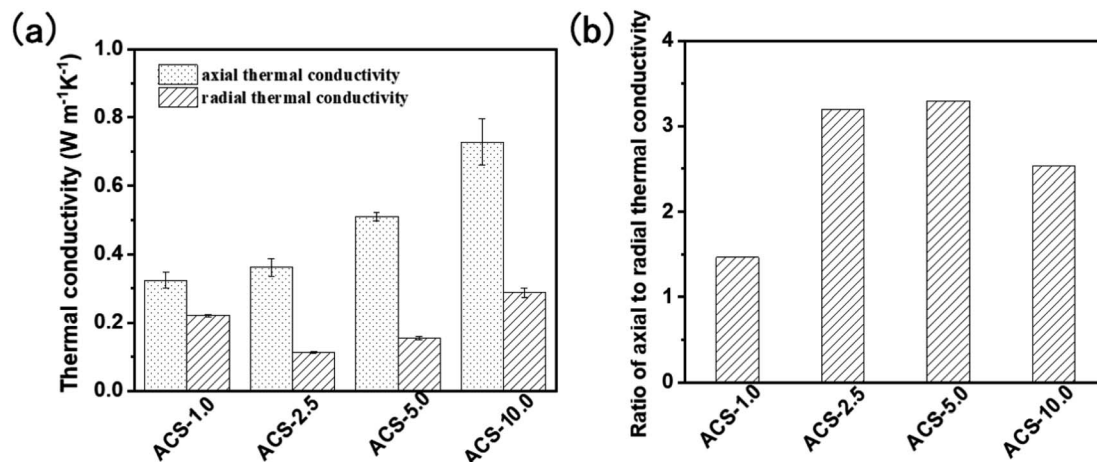 (a)
Thermal conductivity (W m⁻¹K⁻¹)
1.0
0.8
0.6
0.4
0.2
0.0
axial thermal conductivity
radial thermal conductivity
ACS-1.0
ACS-2.5
ACS-5.0
ACS-10.0
(b)
Ratio of axial to radial thermal conductivity
4
3
2
1
0
ACS-1.0
ACS-2.5
ACS-5.0
ACS-10.0